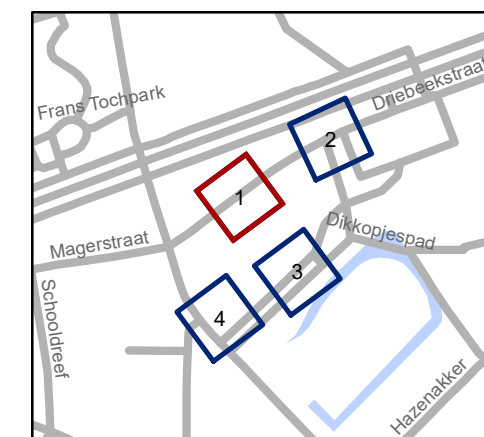 Frans Tochpark
Driebeekstraat
2
1
Magerstraat
Dikkopjespad
3
Schooldreef
4
Hazenakker